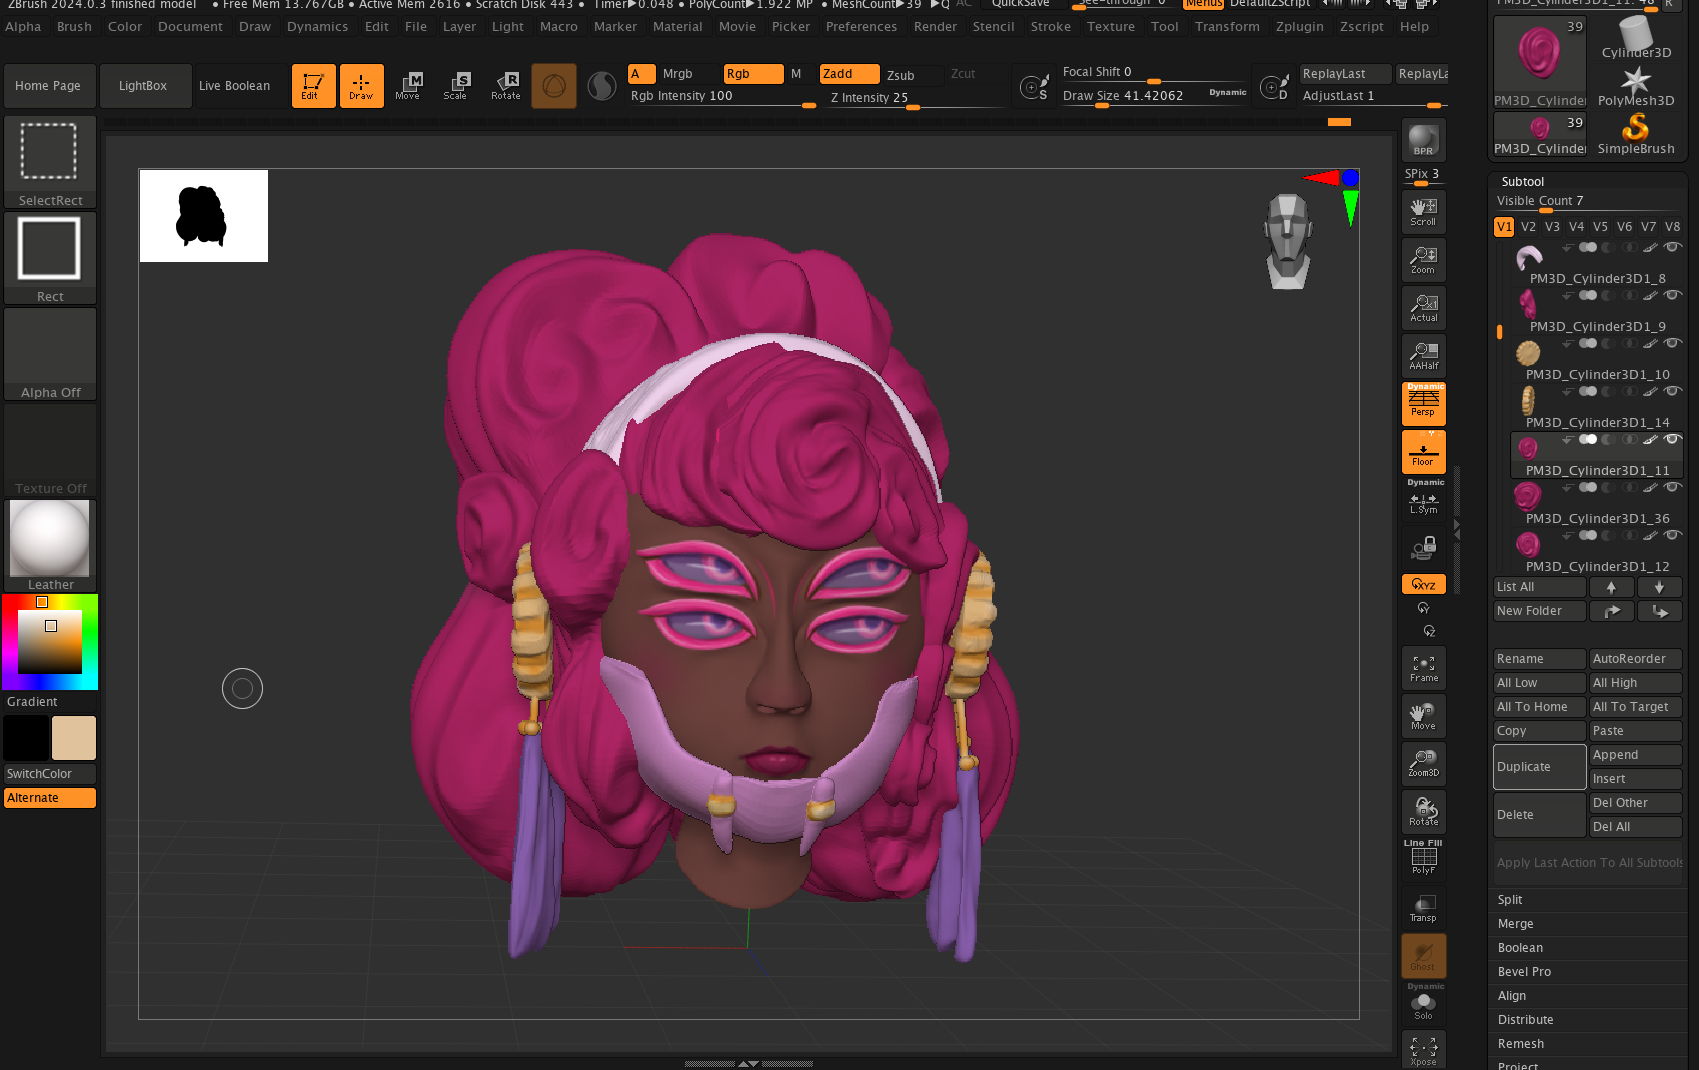 ZBrush 2024.0.3 finished model • Free Mem 13.767GB • Active Mem 2616 • Scratch Disk 443 • Timer▶0.048 • PolyCount▶1.922 MP • MeshCount▶39 AC QuickSave See-through 0 Menus DefaultZScript
Alpha Brush Color Document Draw Dynamics Edit File Layer Light Macro Marker Material Movie Picker Preferences Render Stencil Stroke Texture Tool Transform Zplugin Zscript Help
Home Page LightBox Live Boolean Edit Draw Move Scale Rotate
A Mrgb Rgb M Zadd Zsub Zcut
Rgb Intensity 100 Z Intensity 25
Focal Shift 0
Draw Size 41.42062 Dynamic
ReplayLast ReplayLa
AdjustLast 1
SelectRect
Rect
Alpha Off
Texture Off
Leather
Gradient
SwitchColor
Alternate
BPR
SPix 3
Scroll
Zoom
Actual
AAHalf
Dynamic
Persp
Floor
Dynamic
L.Sym
XYZ
Frame
Move
Zoom3D
Rotate
Line Fill
PolyF
Transp
Ghost
Dynamic
Solo
Xpose
PM3D_Cylinder3D1_11: 48 R
39
PM3D_Cylinder
Cylinder3D
PolyMesh3D
39
PM3D_Cylinder
SimpleBrush
Subtool
Visible Count 7
V1 V2 V3 V4 V5 V6 V7 V8
PM3D_Cylinder3D1_8
PM3D_Cylinder3D1_9
PM3D_Cylinder3D1_10
PM3D_Cylinder3D1_14
PM3D_Cylinder3D1_11
PM3D_Cylinder3D1_36
PM3D_Cylinder3D1_12
List All
New Folder
Rename AutoReorder
All Low All High
All To Home All To Target
Copy Paste
Duplicate Append
Insert
Delete Del Other
Del All
Apply Last Action To All Subtools
Split
Merge
Boolean
Bevel Pro
Align
Distribute
Remesh
Project